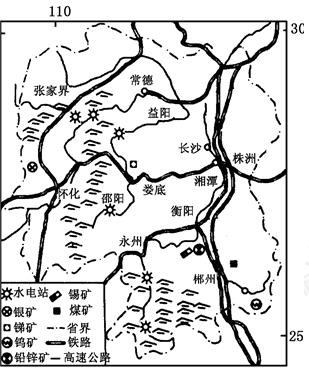 110
30
张家界
常德
益阳
长沙
株洲
湘潭
怀化
邵阳
娄底
衡阳
永州
郴州
25
水电站
锡矿
银矿
煤矿
锑矿
省界
钨矿
铁路
铅锌矿
高速公路